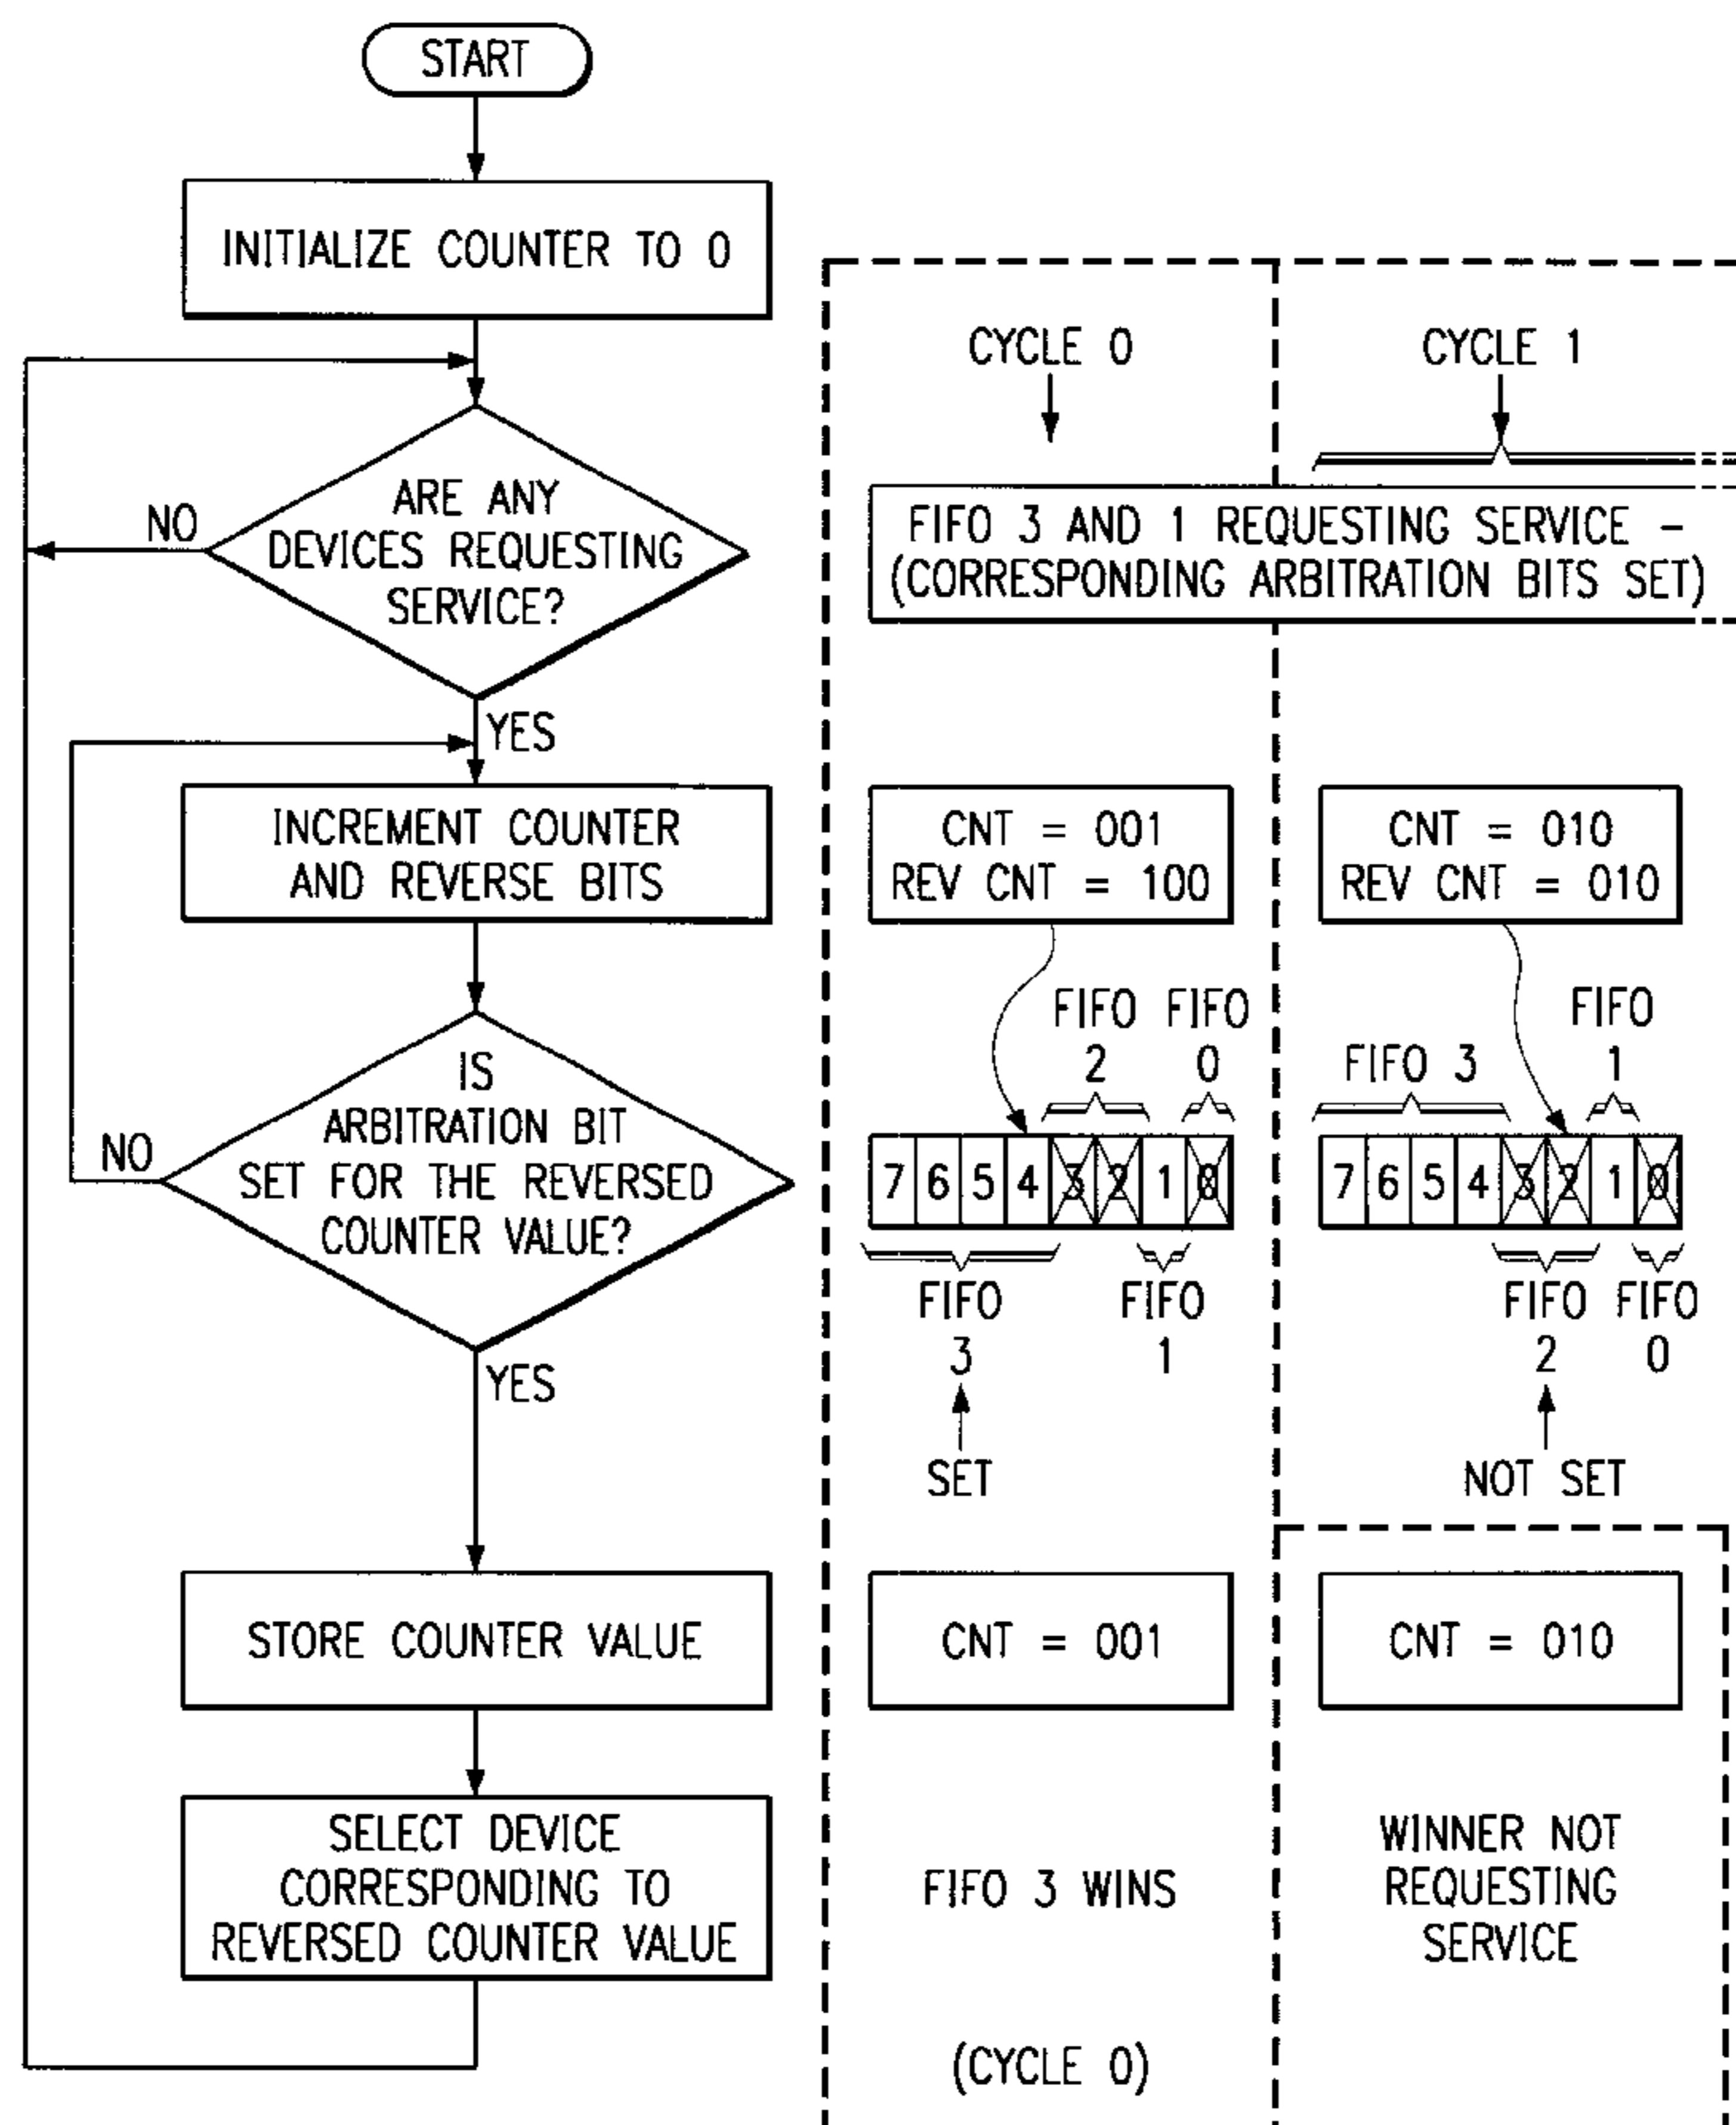 START
INITIALIZE COUNTER TO 0
ARE ANY
DEVICES REQUESTING
SERVICE?
NO
YES
INCREMENT COUNTER
AND REVERSE BITS
IS
ARBITRATION BIT
SET FOR THE REVERSED
COUNTER VALUE?
NO
YES
STORE COUNTER VALUE
SELECT DEVICE
CORRESPONDING TO
REVERSED COUNTER VALUE
CYCLE 0
CYCLE 1
FIFO 3 AND 1 REQUESTING SERVICE -
(CORRESPONDING ARBITRATION BITS SET)
CNT = 001
REV CNT = 100
FIFO
2
FIFO
0
7 6 5 4 3 2 1 0
FIFO
3
FIFO
1
SET
CNT = 001
FIFO 3 WINS
(CYCLE 0)
CNT = 010
REV CNT = 010
FIFO 3
FIFO
1
7 6 5 4 3 2 1 0
FIFO
2
FIFO
0
NOT SET
CNT = 010
WINNER NOT
REQUESTING
SERVICE